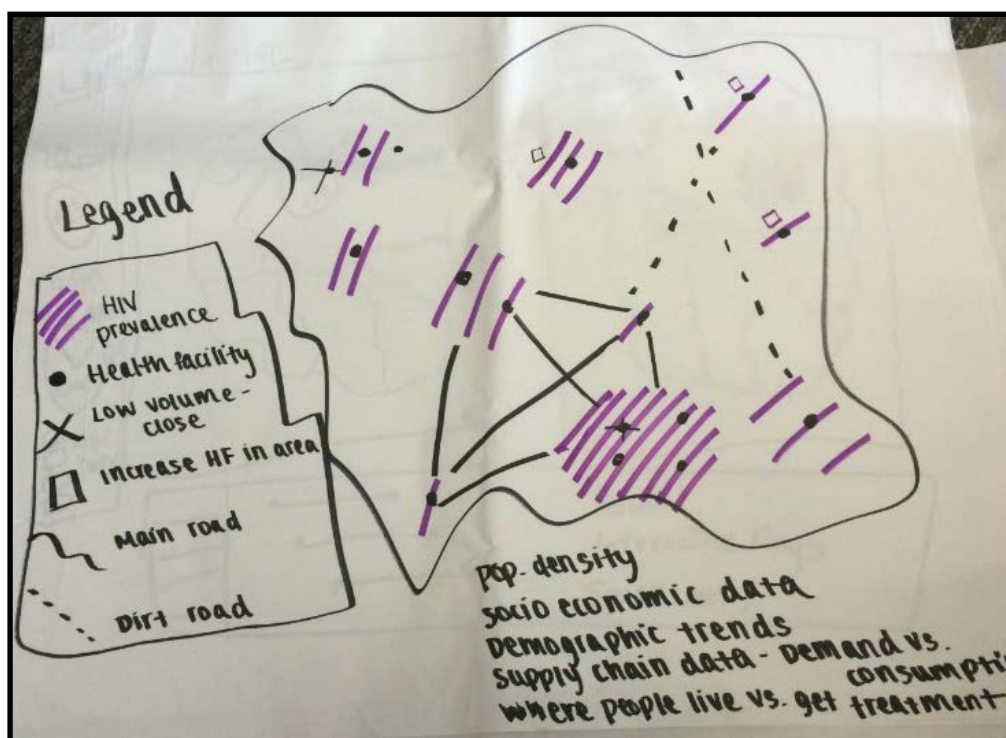 Legend
HIV
prevalence
Health facility
Low volume -
close
Increase HF in area
Main road
Dirt road
pop. density
socio economic data
Demographic trends
supply chain data - Demand vs.
where people live vs. get treatment